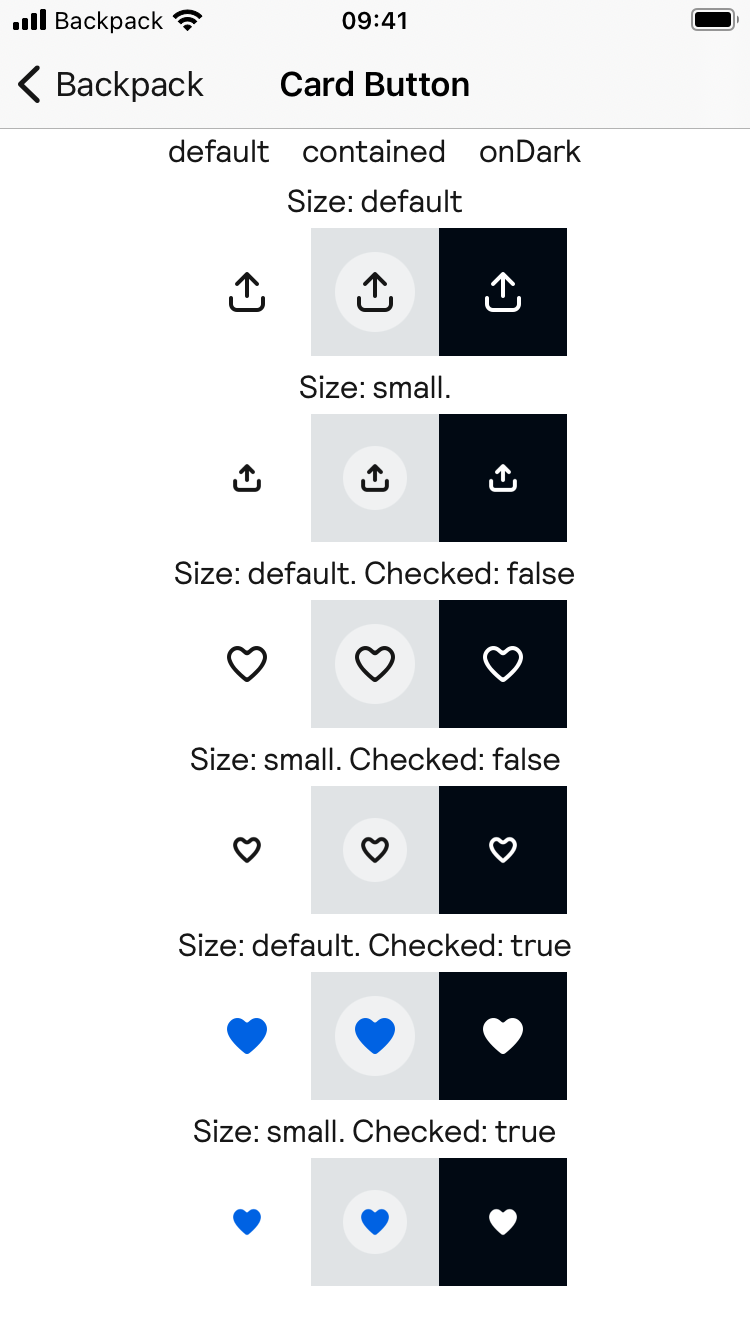 Backpack 09:41
Backpack Card Button
default contained onDark
Size: default
Size: small.
Size: default. Checked: false
Size: small. Checked: false
Size: default. Checked: true
Size: small. Checked: true